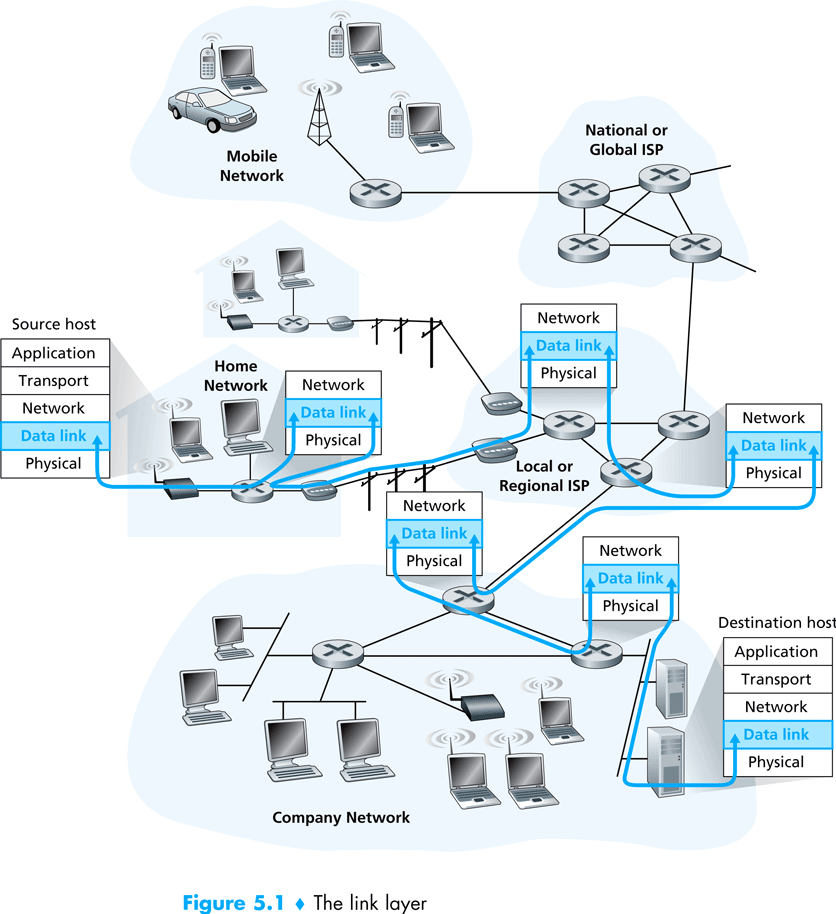 Mobile
Network
National or
Global ISP
Source host
Application
Transport
Network
Data link
Physical
Home
Network
Network
Data link
Physical
Network
Data link
Physical
Local or
Regional ISP
Network
Data link
Physical
Network
Data link
Physical
Network
Data link
Physical
Destination host
Application
Transport
Network
Data link
Physical
Company Network
Figure 5.1 ♦ The link layer